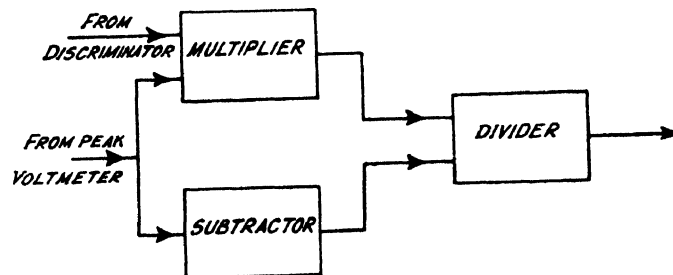 FROM
DISCRIMINATOR
MULTIPLIER
FROM PEAK
VOLTMETER
SUBTRACTOR
DIVIDER